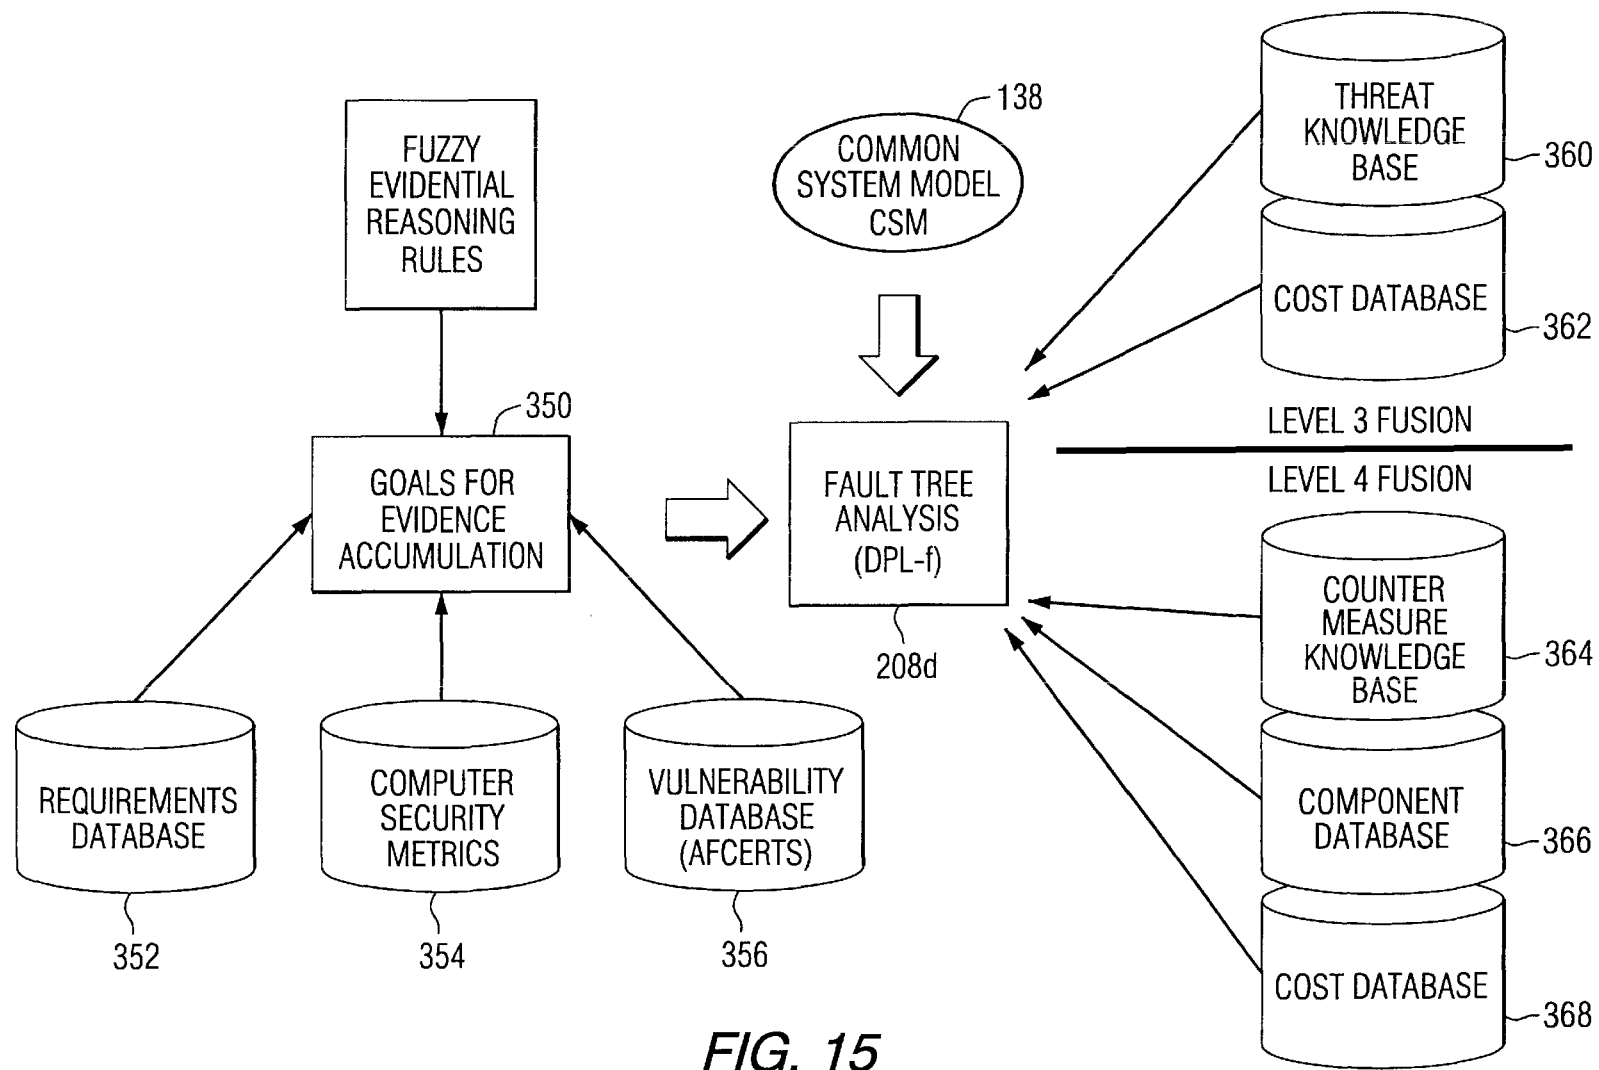 FUZZY
EVIDENTIAL
REASONING
RULES
138
COMMON
SYSTEM MODEL
CSM
THREAT
KNOWLEDGE
BASE
360
COST DATABASE
362
LEVEL 3 FUSION
LEVEL 4 FUSION
350
GOALS FOR
EVIDENCE
ACCUMULATION
FAULT TREE
ANALYSIS
(DPL-f)
208d
COUNTER
MEASURE
KNOWLEDGE
BASE
364
REQUIREMENTS
DATABASE
352
COMPUTER
SECURITY
METRICS
354
VULNERABILITY
DATABASE
(AFCERTS)
356
COMPONENT
DATABASE
366
COST DATABASE
368
FIG. 15